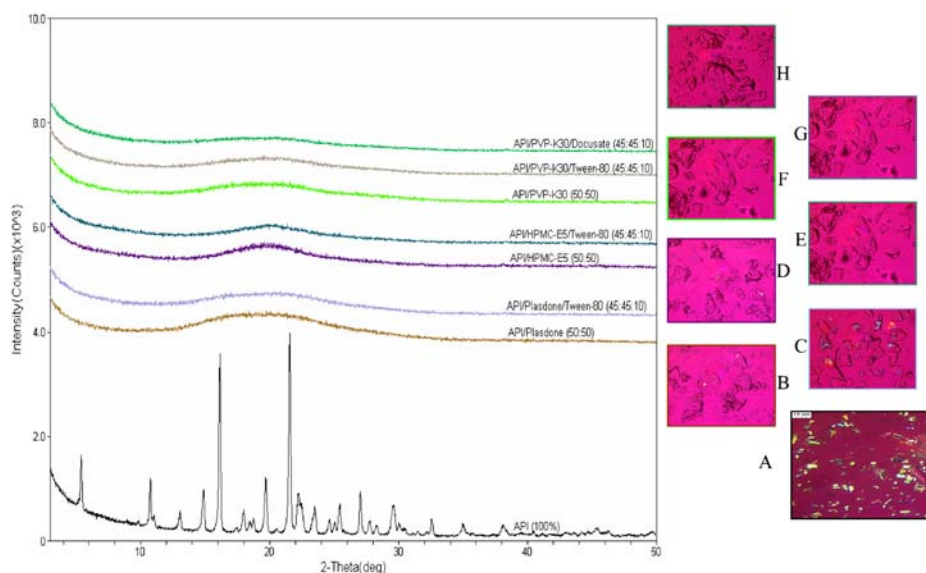 10.0
8.0
6.0
4.0
2.0
0.0
Intensity(Counts)(x10^3)
API/PVP-K30/Docusate (45:45:10)
API/PVP-K30/Tween-80 (45:45:10)
API/PVP-K30 (50:50)
API/HPMC-E5/Tween-80 (45:45:10)
API/HPMC-E5 (50:50)
API/Plasdone/Tween-80 (45:45:10)
API/Plasdone (50:50)
API (100%)
10
20
30
40
50
2-Theta(deg)
H
G
F
E
D
C
B
A